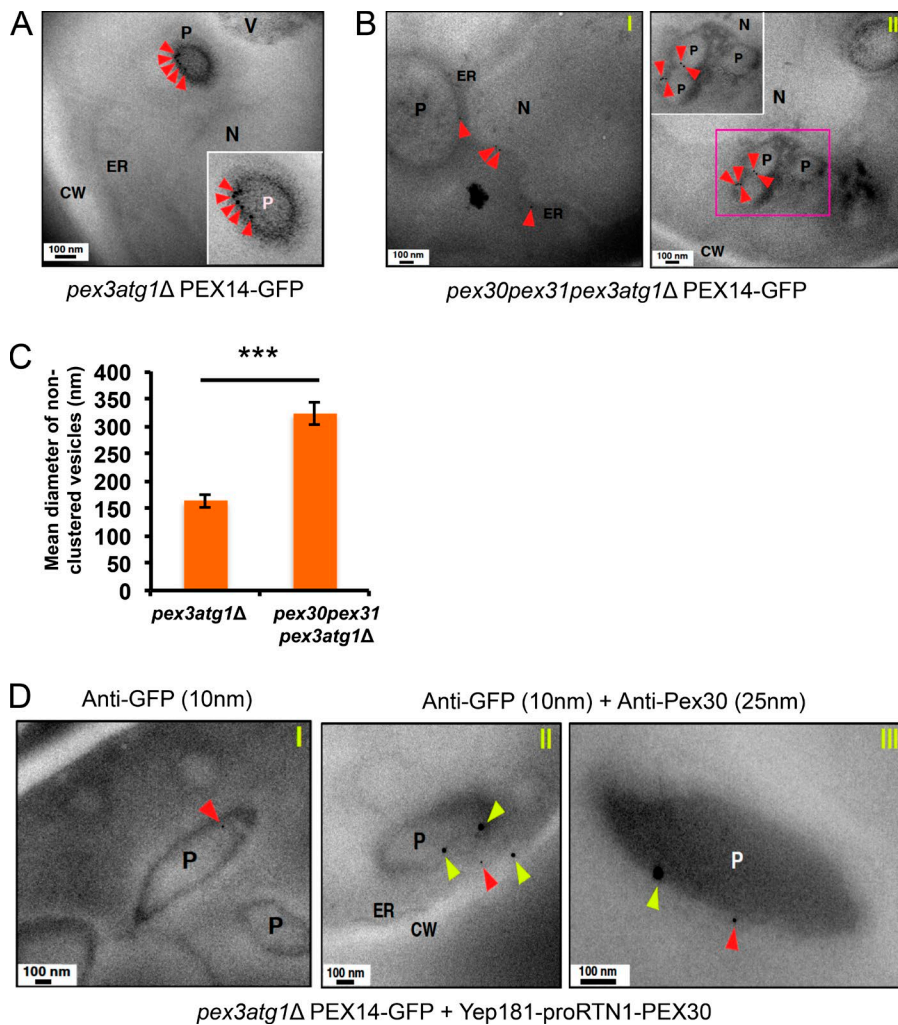 A
P
V
N
ER
CW
P
100 nm
pex3atg1Δ PEX14-GFP
B
I
ER
P
N
ER
100 nm
II
N
P
P
P
N
P
P
CW
100 nm
pex30pex31pex3atg1Δ PEX14-GFP
C
***
Mean diameter of non-
clustered vesicles (nm)
400
350
300
250
200
150
100
50
0
pex3atg1Δ
pex30pex31
pex3atg1Δ
D
Anti-GFP (10nm)
Anti-GFP (10nm) + Anti-Pex30 (25nm)
I
P
P
100 nm
II
P
ER
CW
100 nm
III
P
100 nm
pex3atg1Δ PEX14-GFP + Yep181-proRTN1-PEX30